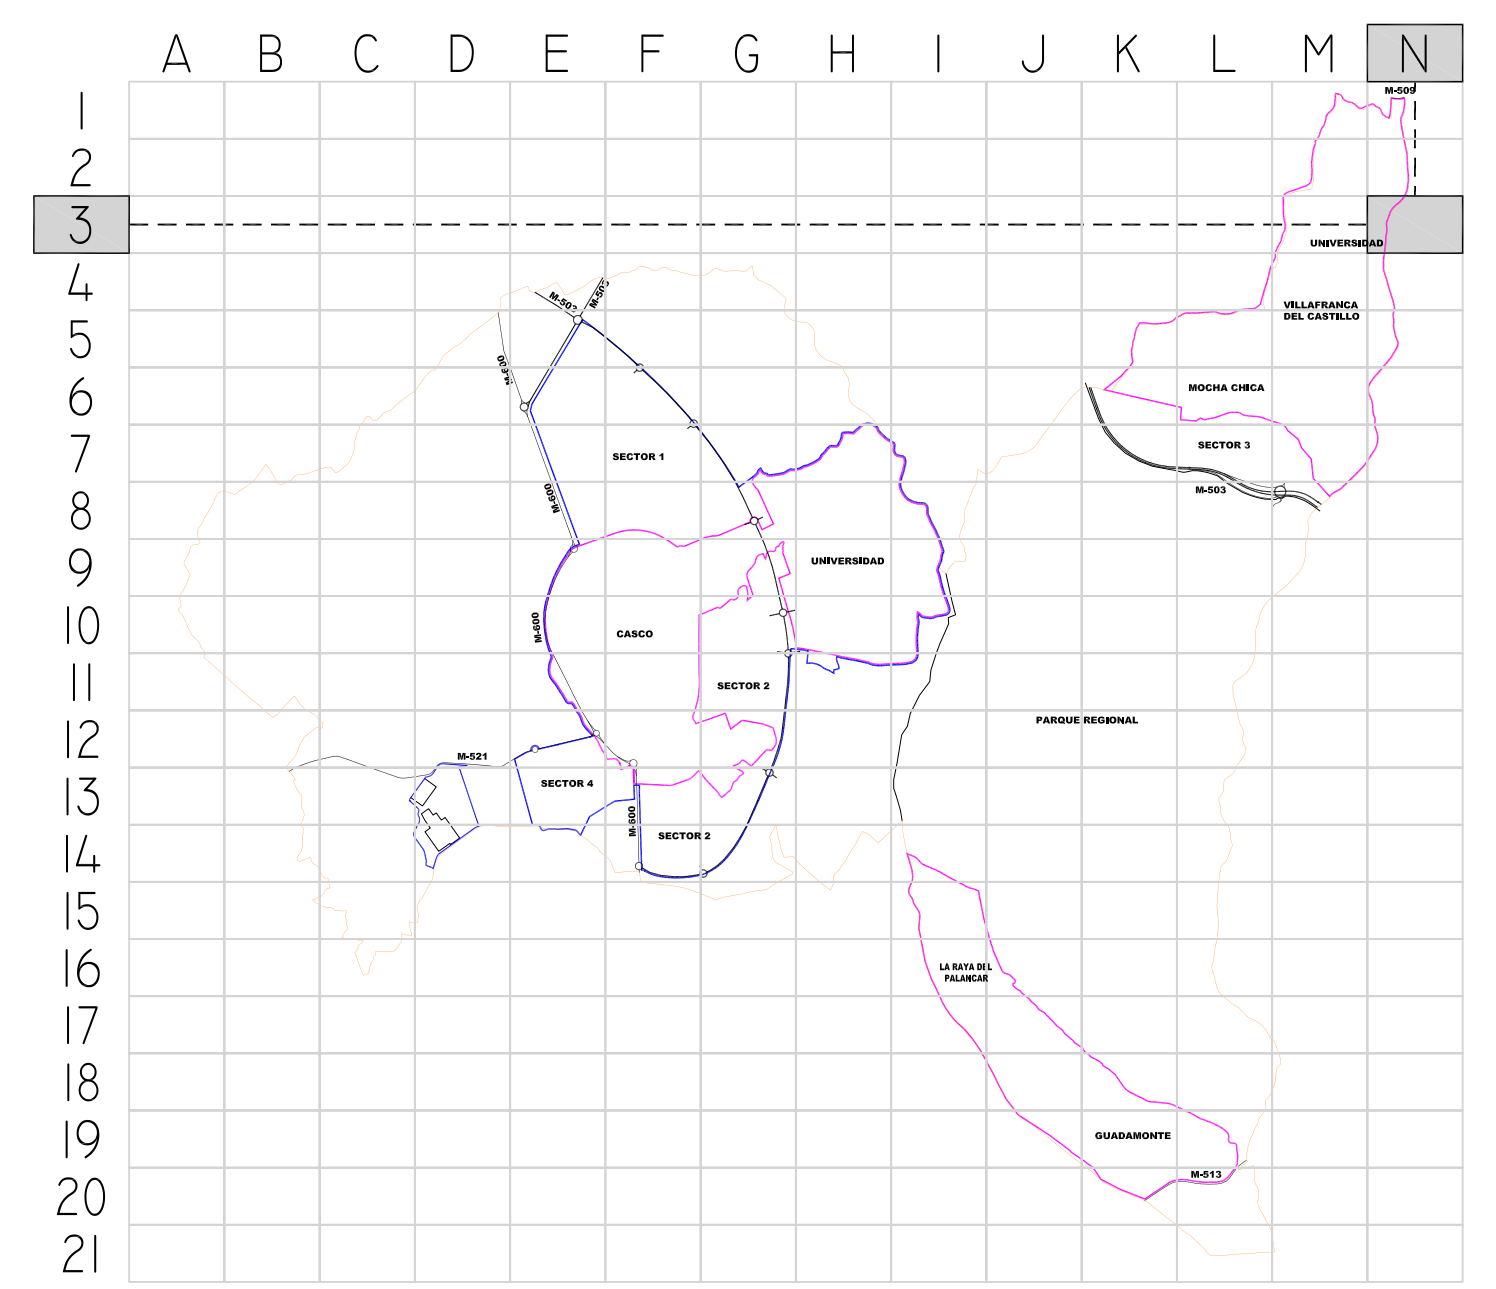 A B C D E F G H I J K L M N
M-509
1
2
3
UNIVERSIDAD
4
M-503
VILLAFRANCA
DEL CASTILLO
5
M-600
6
MOCHA CHICA
7
SECTOR 1
SECTOR 3
8
M-600
M-503
9
UNIVERSIDAD
10
M-600
CASCO
11
SECTOR 2
12
PARQUE REGIONAL
M-521
13
SECTOR 4
M-600
14
SECTOR 2
15
16
LA RAYA DEL
PALANCAR
17
18
19
GUADAMONTE
20
M-513
21